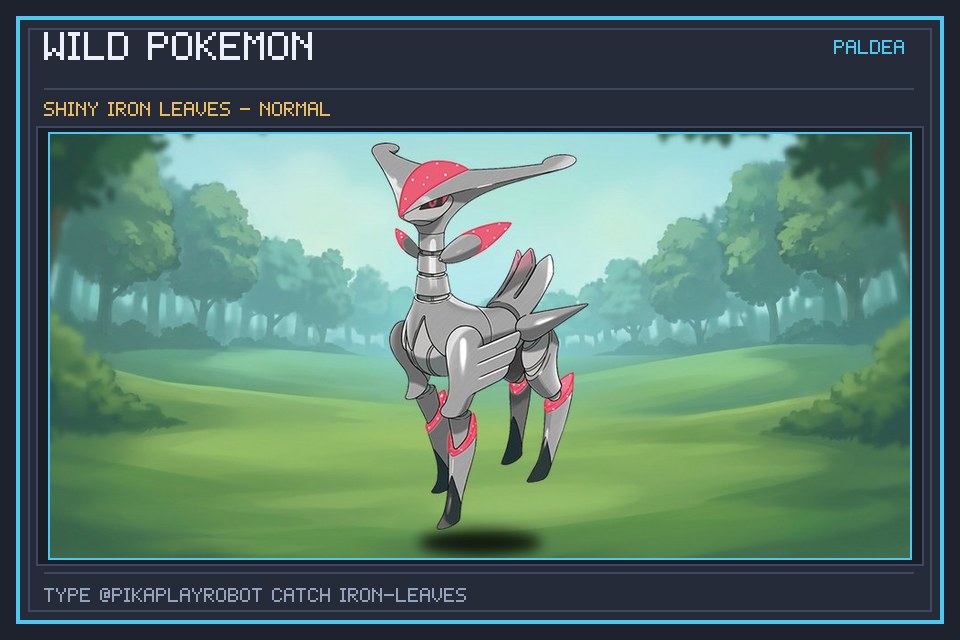 WILD POKEMON
PALDEA
SHINY IRON LEAVES - NORMAL
TYPE @PIKAPLAYROBOT CATCH IRON-LEAVES